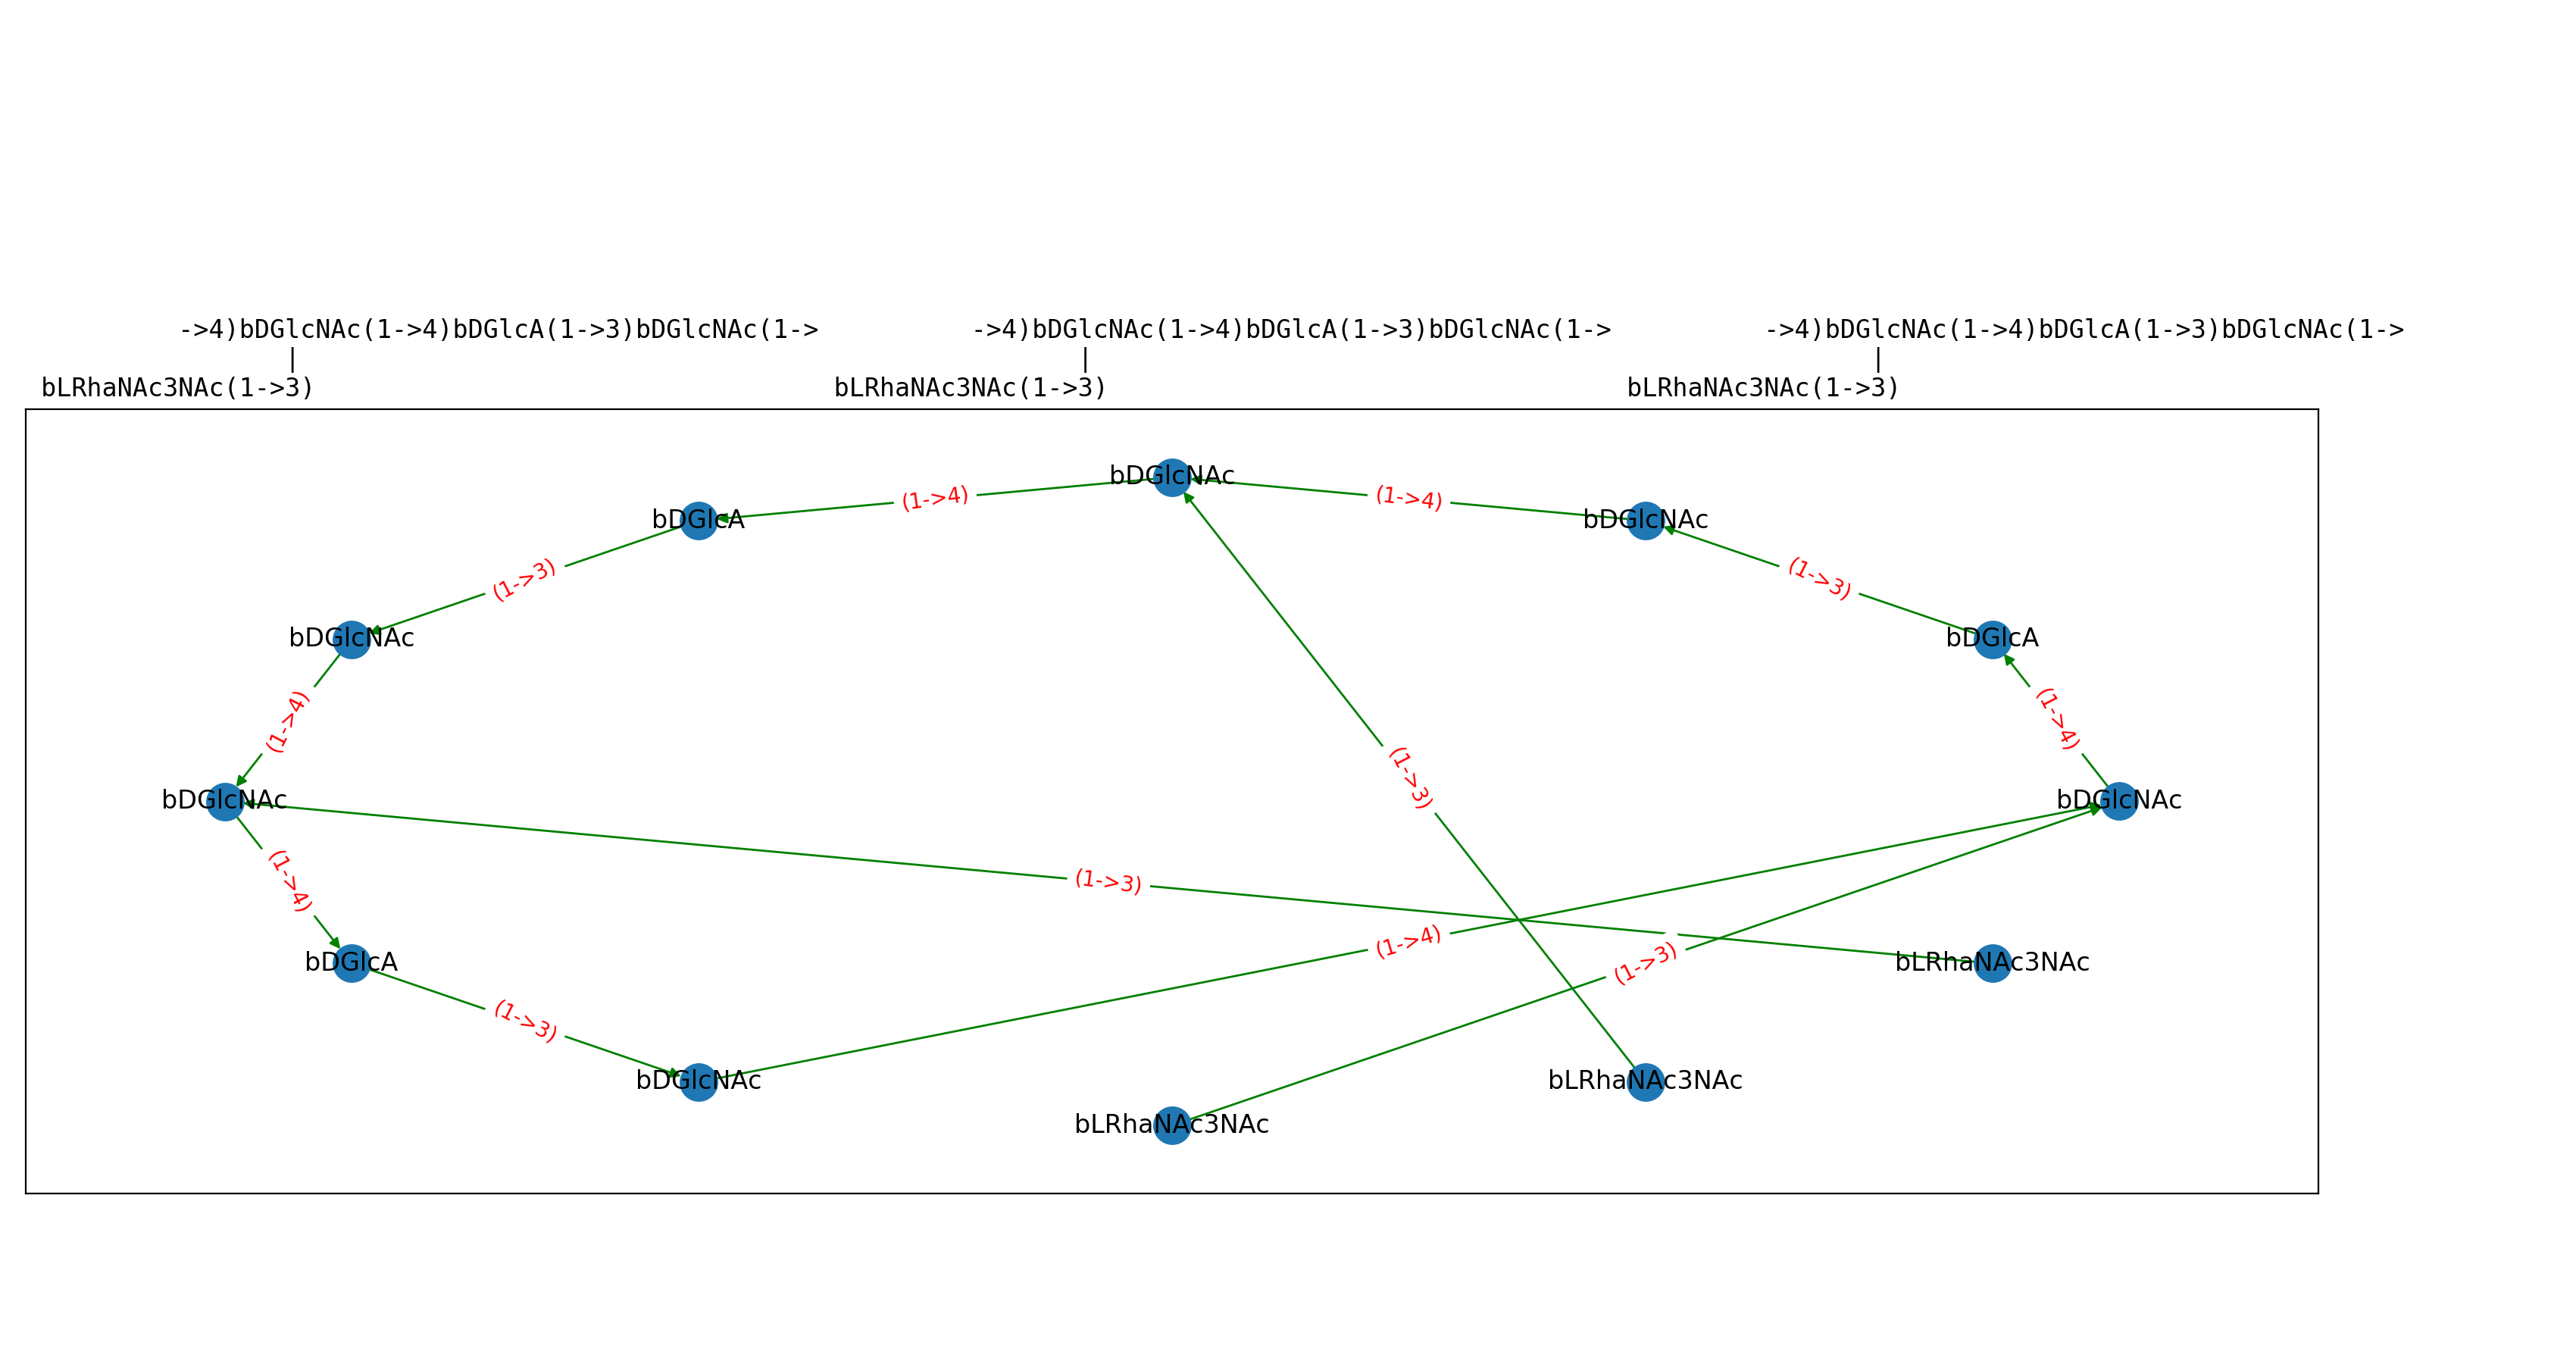 ->4)bDGlcNAc(1->4)bDGlcA(1->3)bDGlcNAc(1-> ->4)bDGlcNAc(1->4)bDGlcA(1->3)bDGlcNAc(1-> ->4)bDGlcNAc(1->4)bDGlcA(1->3)bDGlcNAc(1->
| | |
bLRhaNAc3NAc(1->3) bLRhaNAc3NAc(1->3) bLRhaNAc3NAc(1->3)
bDGlcNAc
(1->4) (1->4)
bDGlcA bDGlcNAc
(1->3) (1->3)
bDGlcNAc bDGlcA
(1->4) (1->4)
(1->3)
bDGlcNAc bDGlcNAc
(1->4) (1->3)
(1->4)
bDGlcA (1->3) bLRhaNAc3NAc
(1->3)
bDGlcNAc bLRhaNAc3NAc
bLRhaNAc3NAc